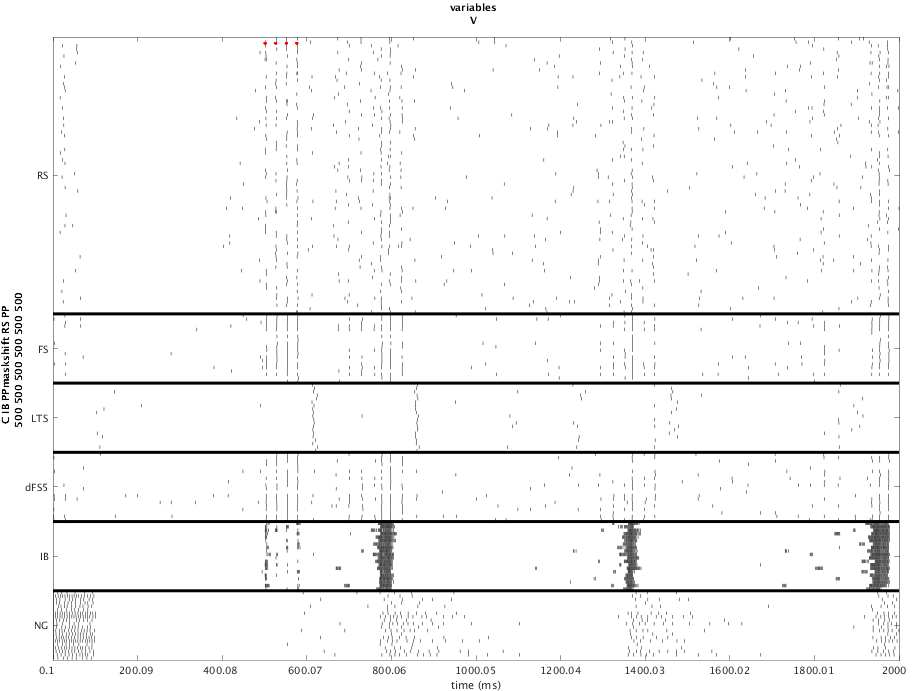 variables
V
C IB PPmaskshift RS PP
500 500 500 500 500 500
RS
FS
LTS
dFS5
IB
NG
0.1 200.09 400.08 600.07 800.06 1000.05 1200.04 1400.03 1600.02 1800.01 2000
time (ms)